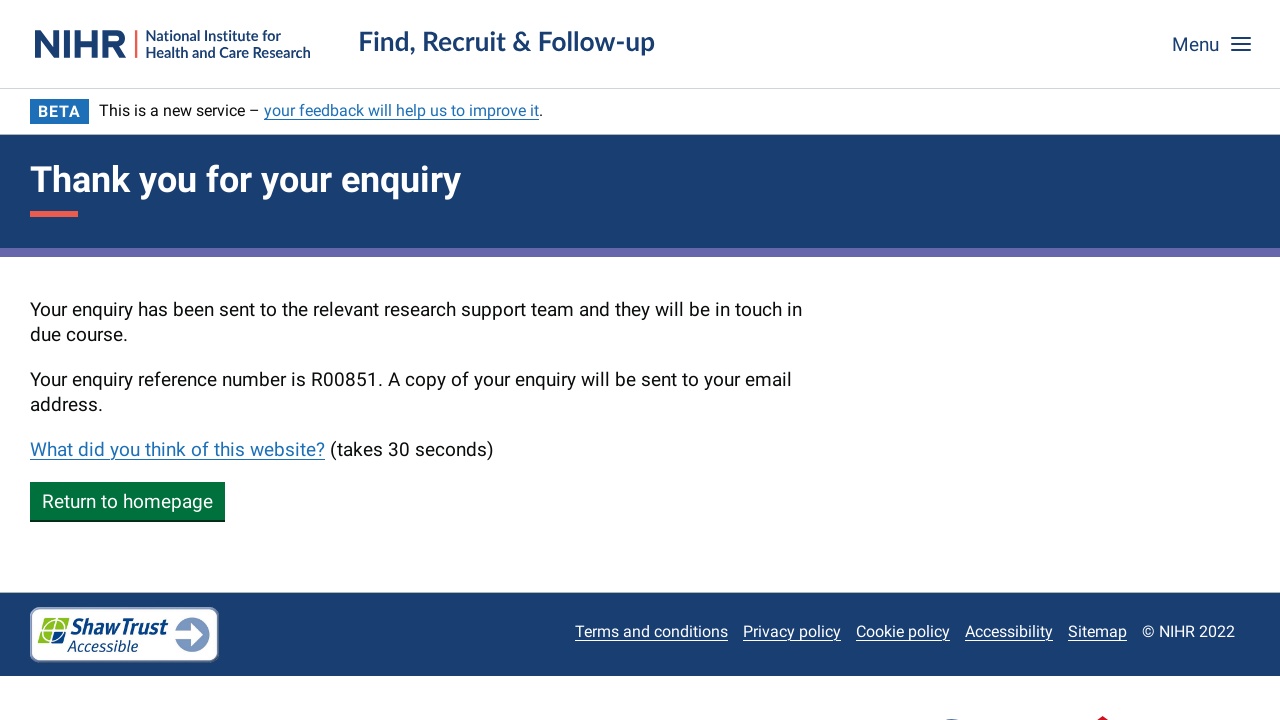 NIHR | National Institute for
Health and Care Research
Find, Recruit & Follow-up
Menu
BETA This is a new service – your feedback will help us to improve it.
Thank you for your enquiry
Your enquiry has been sent to the relevant research support team and they will be in touch in
due course.
Your enquiry reference number is R00851. A copy of your enquiry will be sent to your email
address.
What did you think of this website? (takes 30 seconds)
Return to homepage
Shaw Trust
Accessible
Terms and conditions Privacy policy Cookie policy Accessibility Sitemap © NIHR 2022